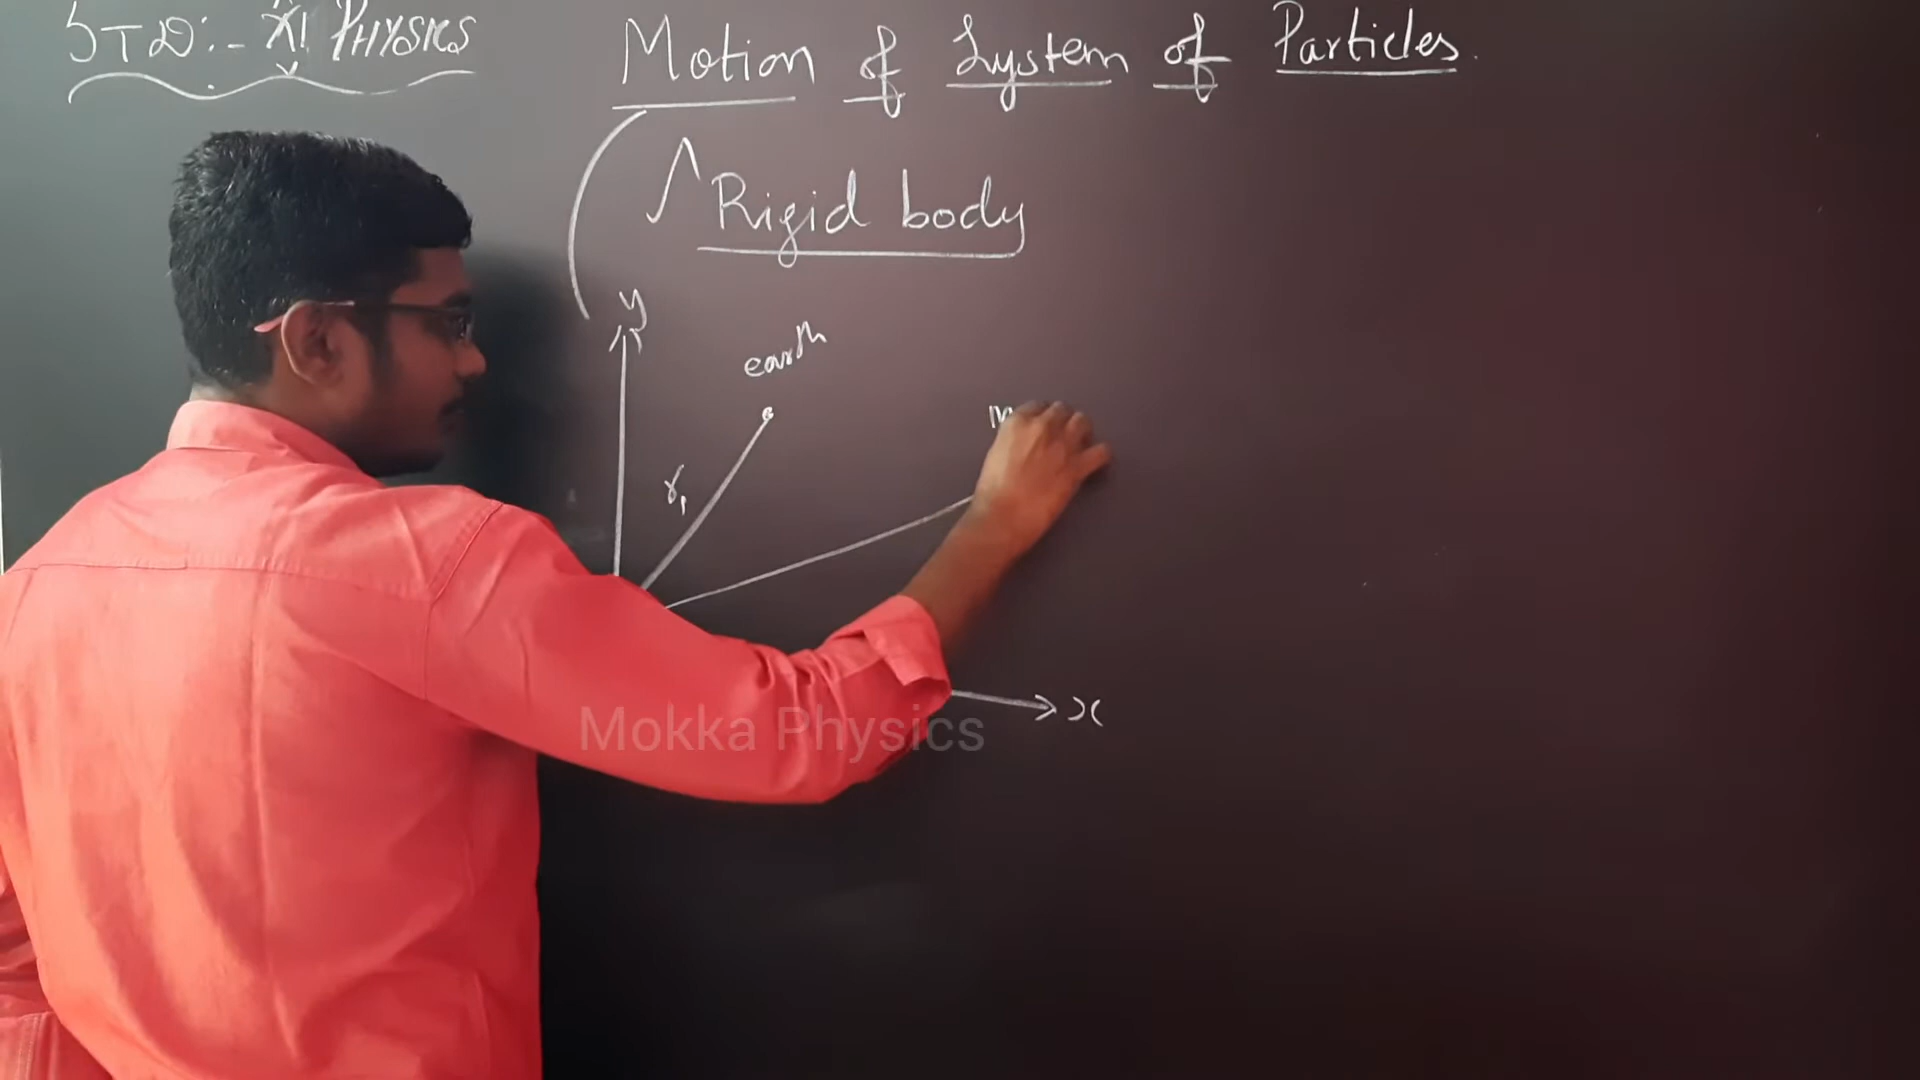 STD:- XI PHYSICS
Motion of System of Particles.
Rigid body
y
earth
m
r₁
x
Mokka Physics